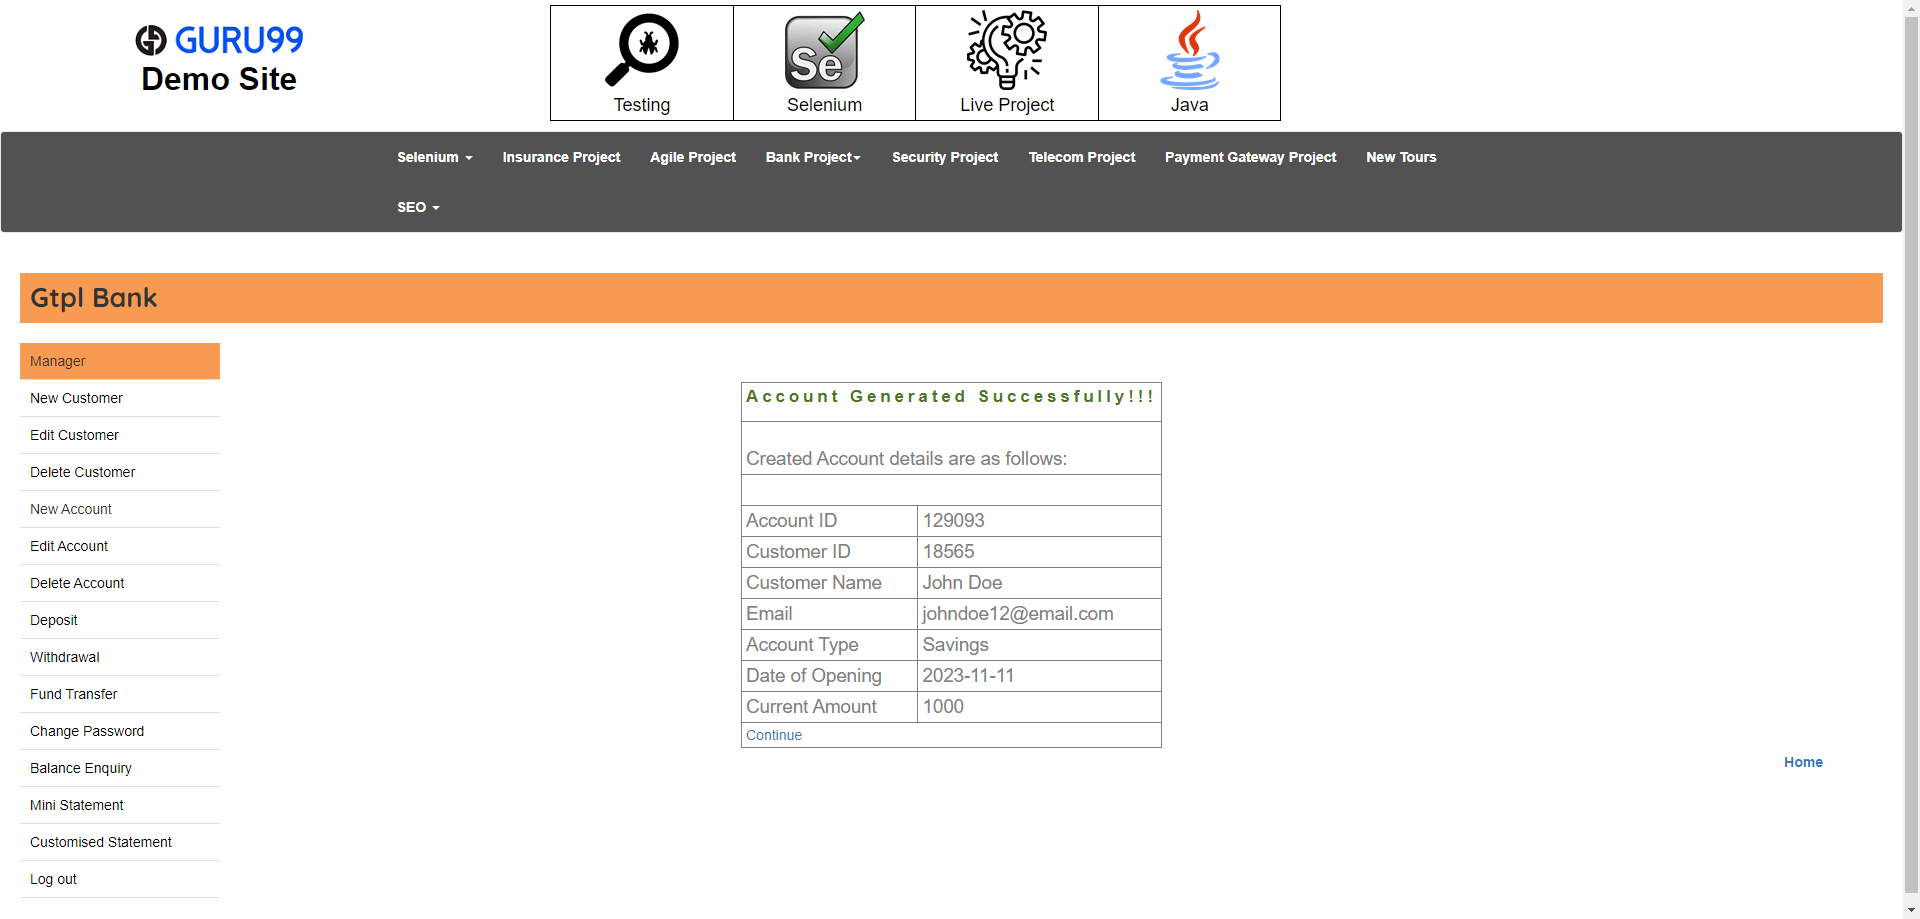 GURU99
Demo Site
Se
Testing
Selenium
Live Project
Java
Selenium
Insurance Project
Agile Project
Bank Project
Security Project
Telecom Project
Payment Gateway Project
New Tours
SEO
Gtpl Bank
Manager
New Customer
Edit Customer
Delete Customer
New Account
Edit Account
Delete Account
Deposit
Withdrawal
Fund Transfer
Change Password
Balance Enquiry
Mini Statement
Customised Statement
Log out
Account Generated Successfully!!!
Created Account details are as follows:
Account ID 129093
Customer ID 18565
Customer Name John Doe
Email johndoe12@email.com
Account Type Savings
Date of Opening 2023-11-11
Current Amount 1000
Continue
Home